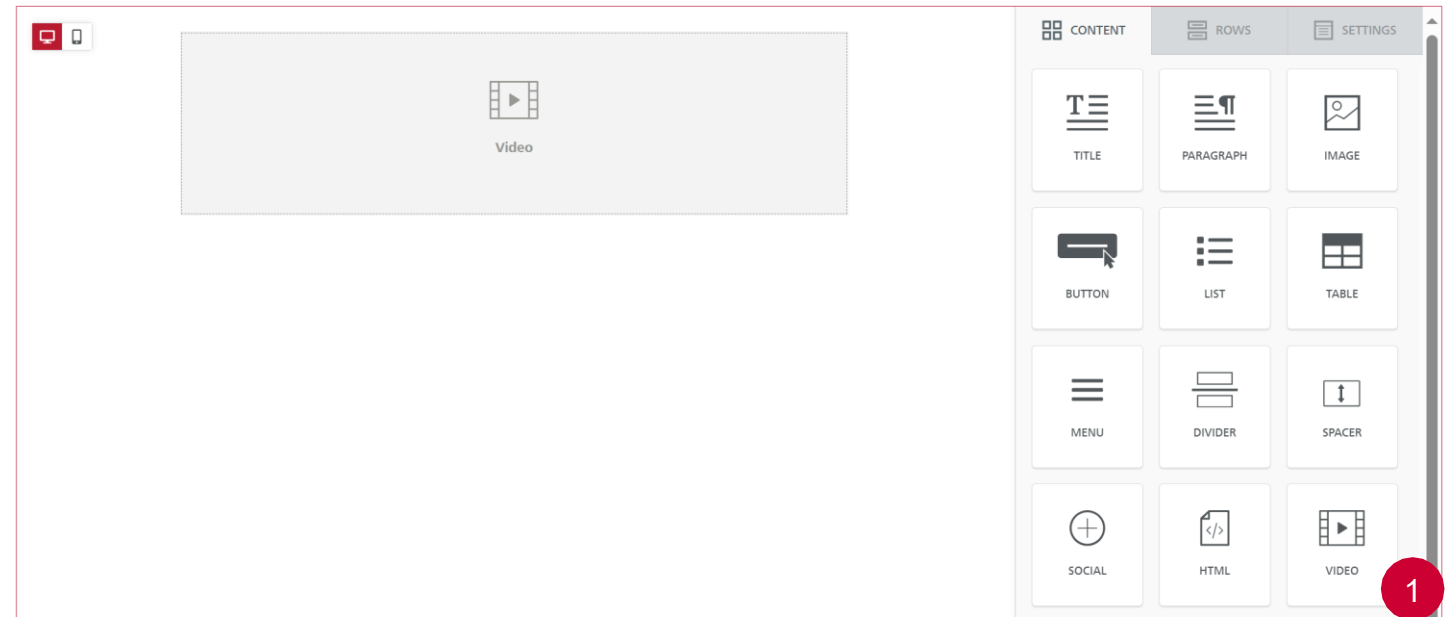 CONTENT ROWS SETTINGS
Video
TITLE PARAGRAPH IMAGE
BUTTON LIST TABLE
MENU DIVIDER SPACER
SOCIAL HTML VIDEO
1